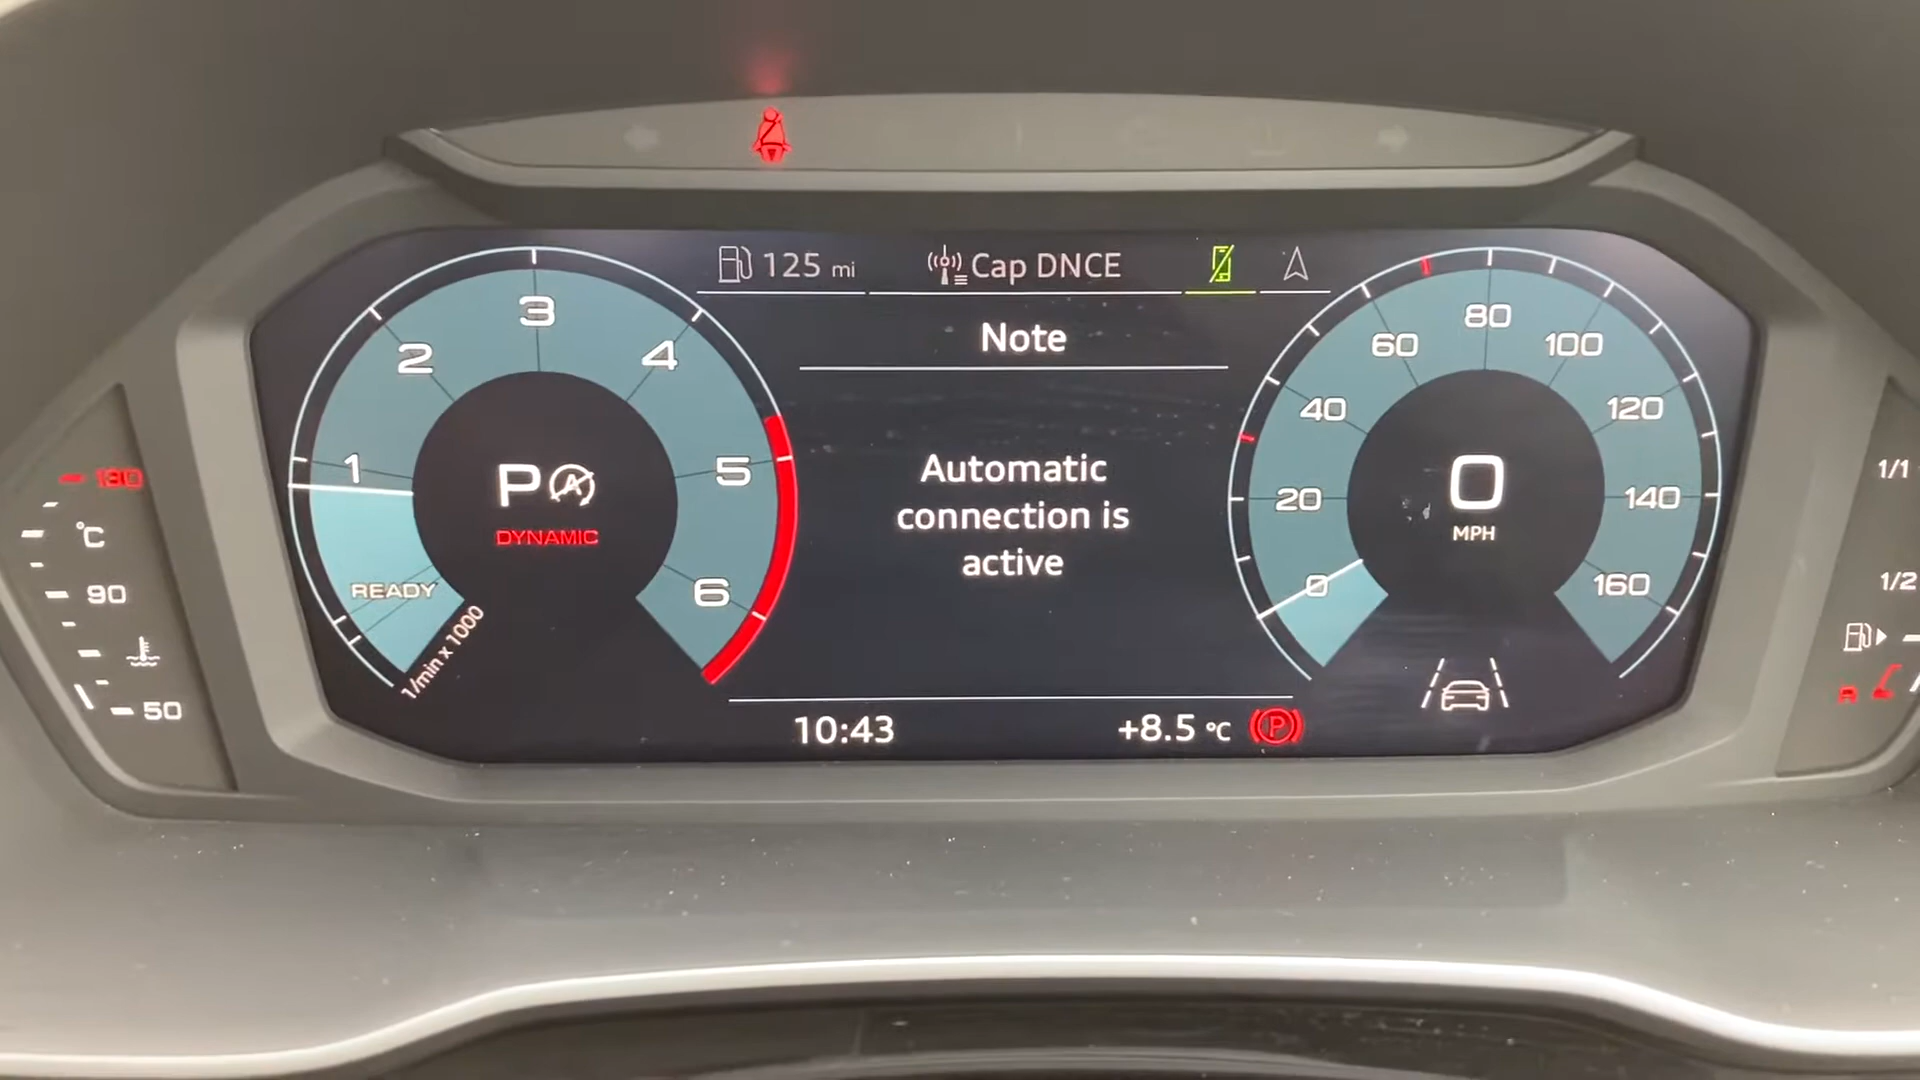 125 mi
Cap DNCE
Note
Automatic
connection is
active
10:43
+8.5 °C
P
1
2
3
4
5
6
P A
DYNAMIC
READY
1/min x 1000
0
20
40
60
80
100
120
140
160
0
MPH
130
°C
90
50
1/1
1/2
R